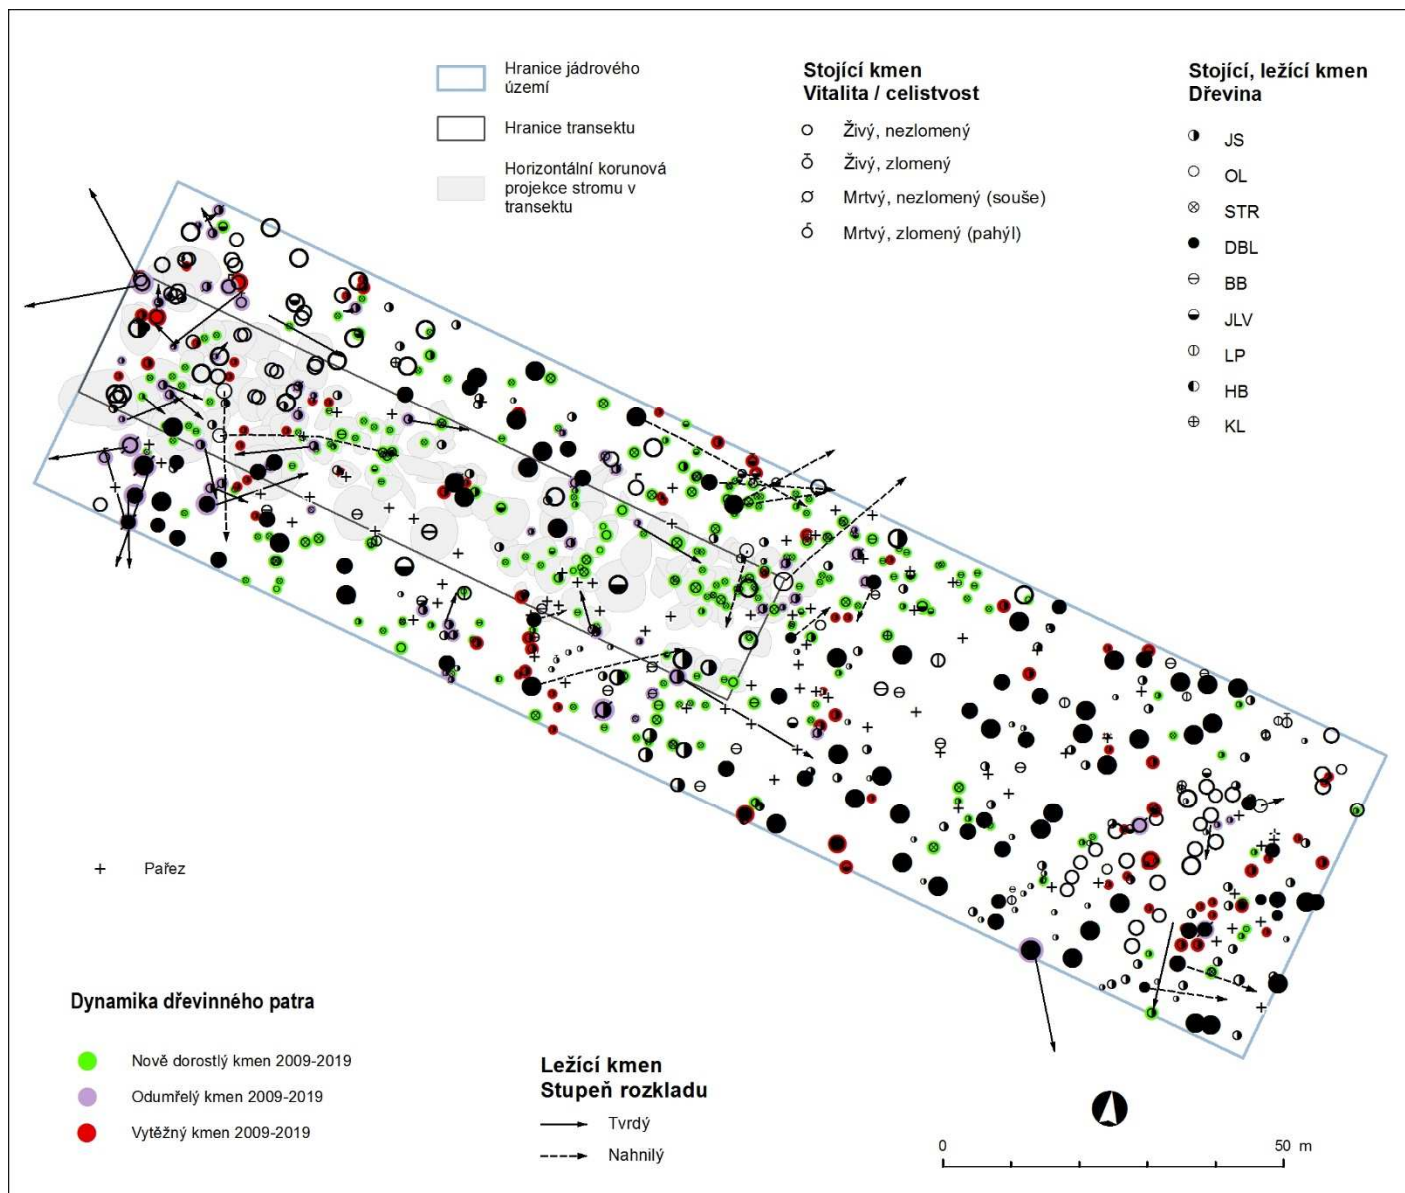 Hranice jádrového
území
Hranice transektu
Horizontální korunová
projekce stromu v
transektu
Stojící kmen
Vitalita / celistvost
Živý, nezlomený
Živý, zlomený
Mrtvý, nezlomený (souše)
Mrtvý, zlomený (pahýl)
Stojící, ležící kmen
Dřevina
JS
OL
STR
DBL
BB
JLV
LP
HB
KL
Pařez
Dynamika dřevinného patra
Nově dorostlý kmen 2009-2019
Odumřelý kmen 2009-2019
Vytěžný kmen 2009-2019
Ležící kmen
Stupeň rozkladu
Tvrdý
Nahnilý
0 50 m